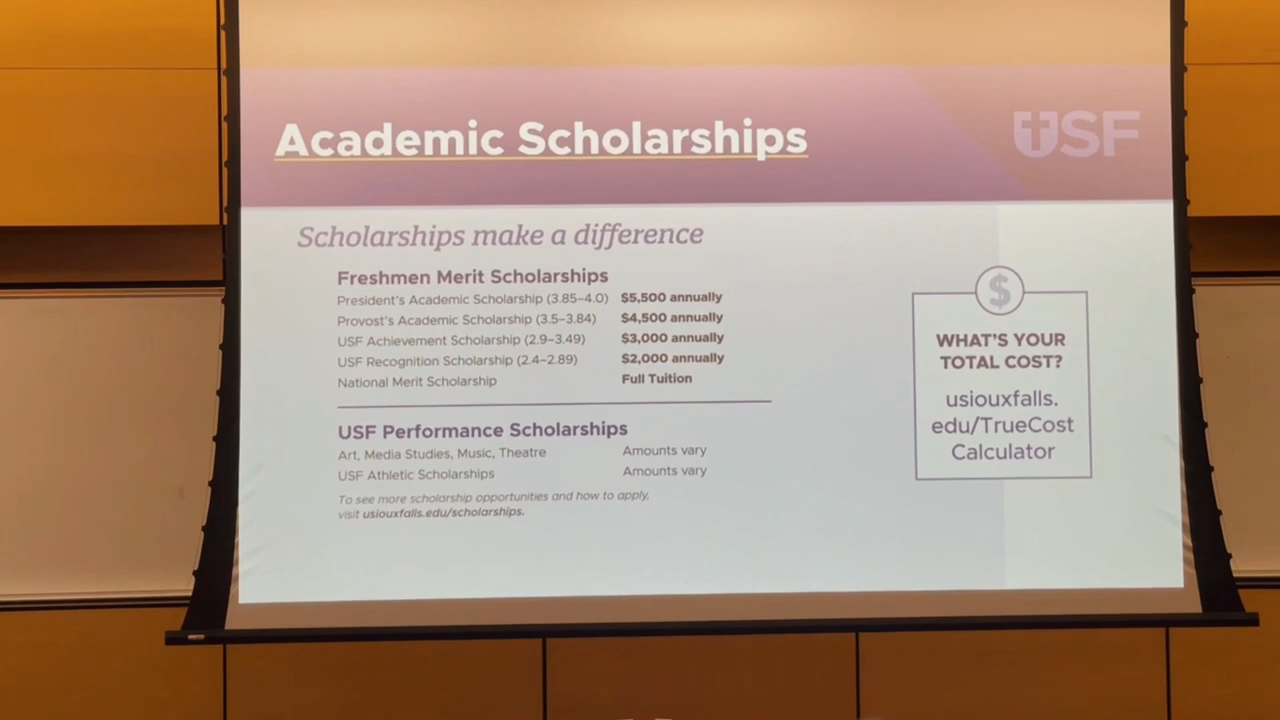 Academic Scholarships
USF
Scholarships make a difference
Freshmen Merit Scholarships
President's Academic Scholarship (3.85–4.0) $5,500 annually
Provost's Academic Scholarship (3.5–3.84) $4,500 annually
USF Achievement Scholarship (2.9–3.49) $3,000 annually
USF Recognition Scholarship (2.4–2.89) $2,000 annually
National Merit Scholarship Full Tuition
USF Performance Scholarships
Art, Media Studies, Music, Theatre Amounts vary
USF Athletic Scholarships Amounts vary
To see more scholarship opportunities and how to apply,
visit usiouxfalls.edu/scholarships.
$
WHAT'S YOUR
TOTAL COST?
usiouxfalls.
edu/TrueCost
Calculator